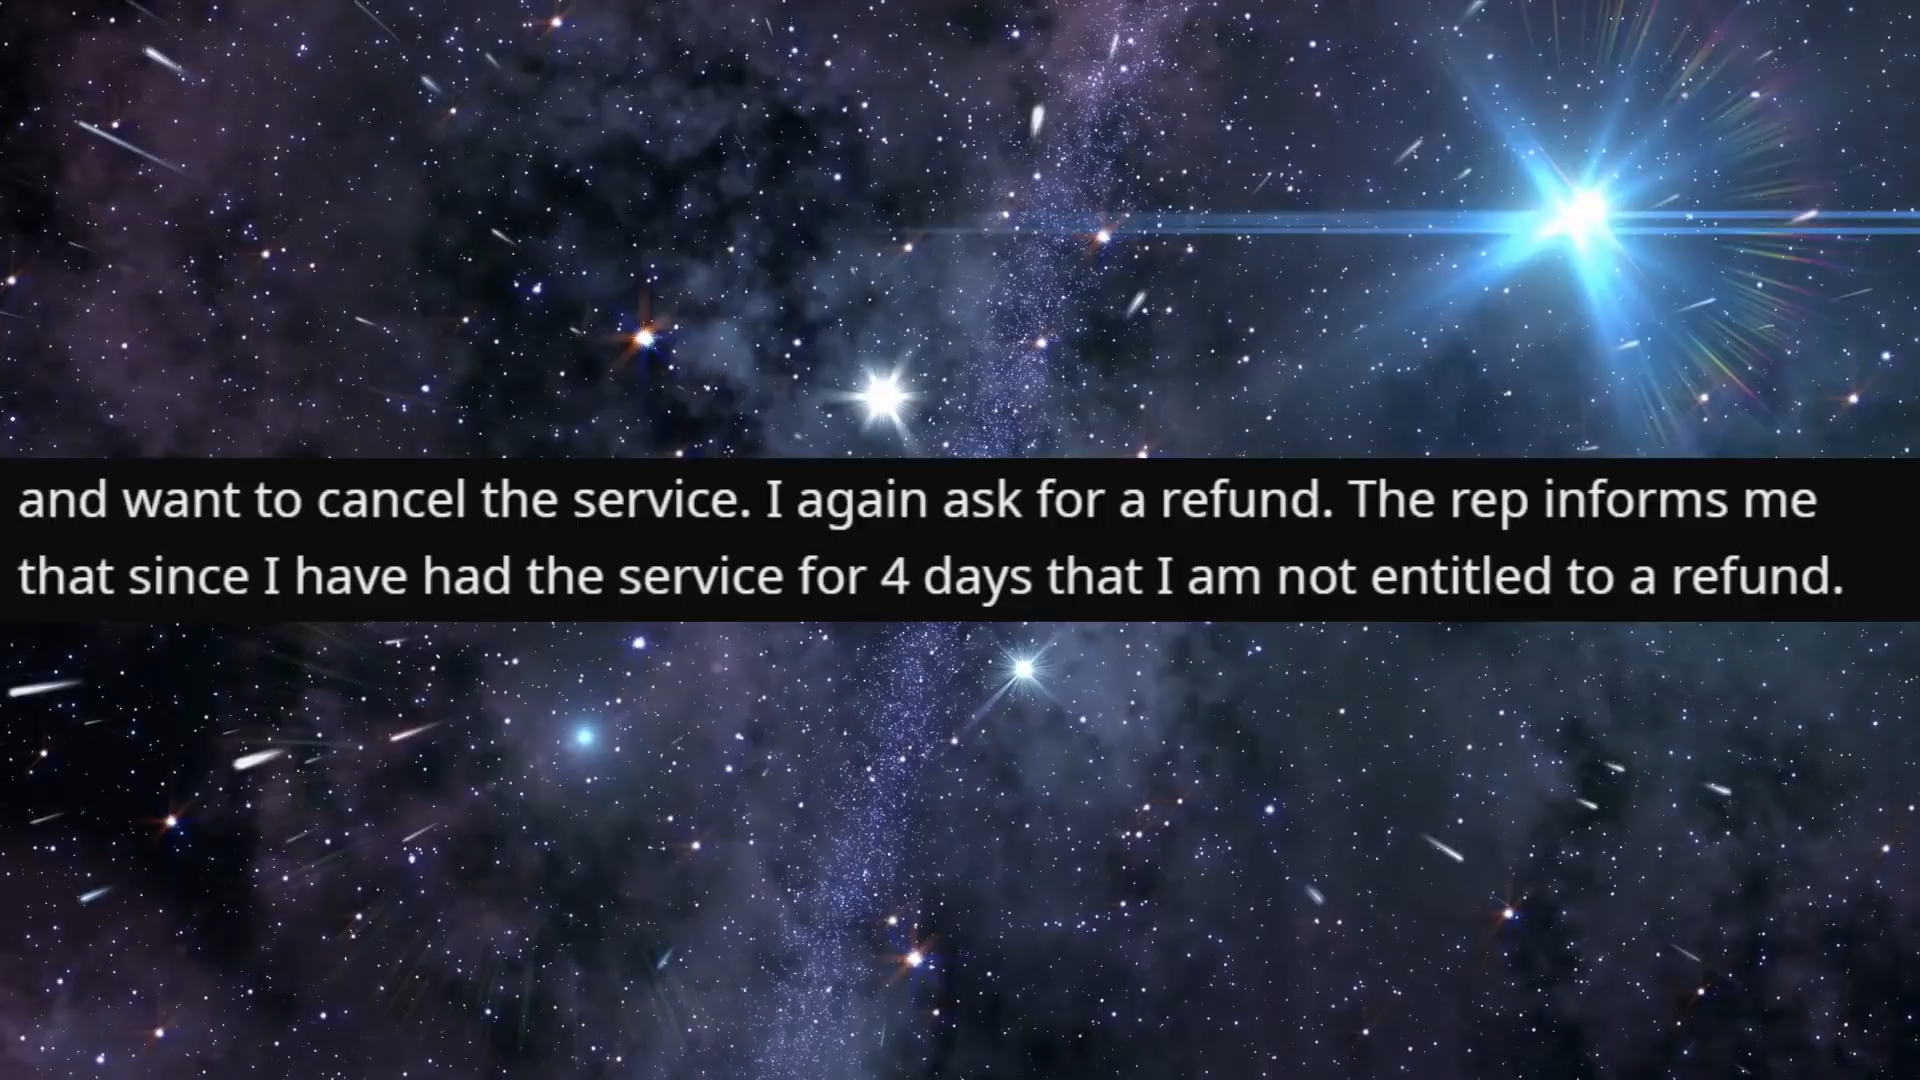 and want to cancel the service. I again ask for a refund. The rep informs me
that since I have had the service for 4 days that I am not entitled to a refund.